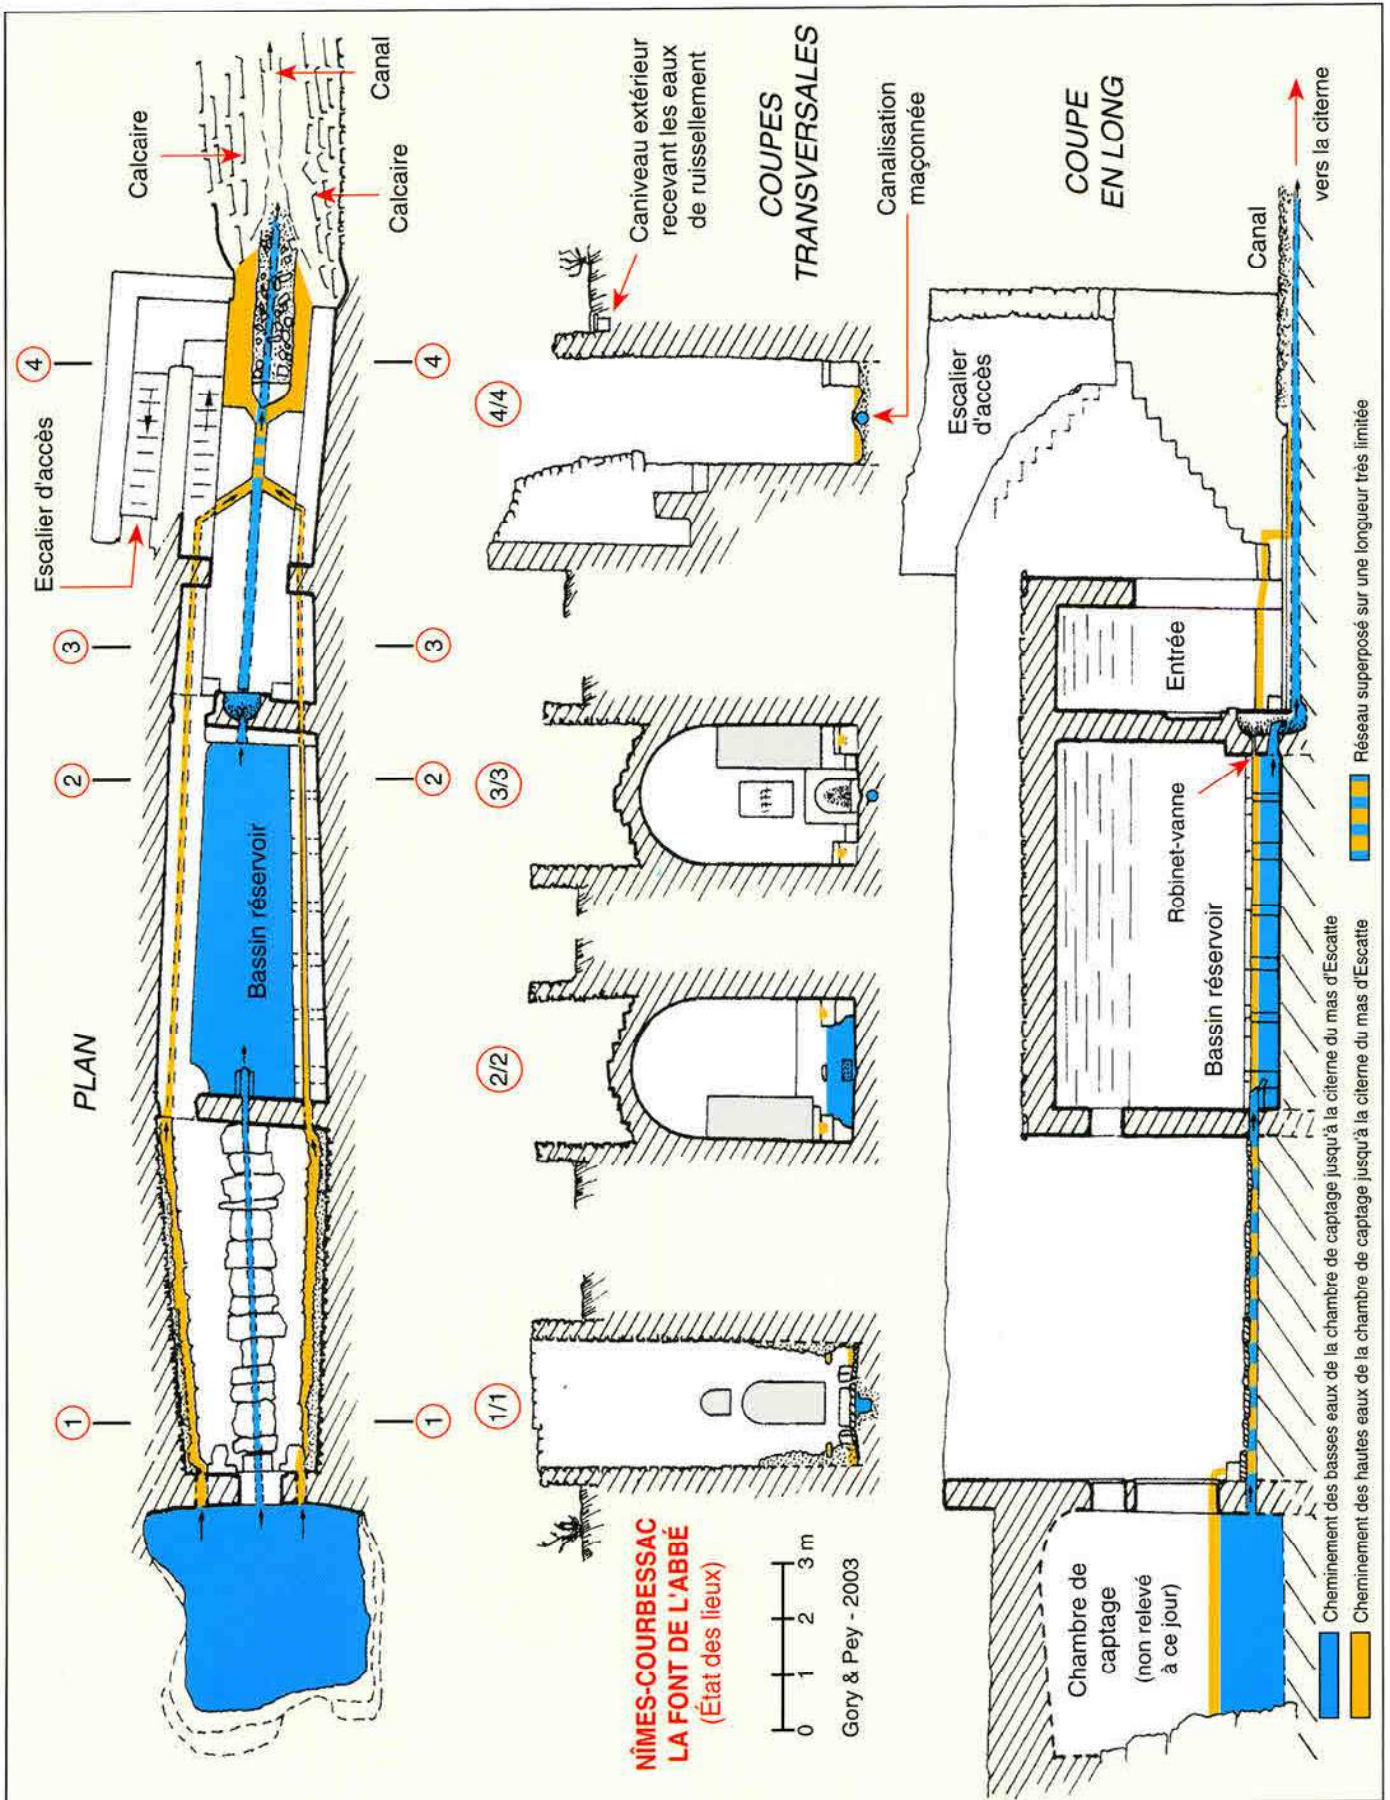 PLAN
Escalier d'accès
Calcaire
Canal
Calcaire
1
2
3
4
Bassin réservoir
1
2
3
4
1/1
2/2
3/3
4/4
Caniveau extérieur
recevant les eaux
de ruissellement
COUPES
TRANSVERSALES
Canalisation
maçonnée
NÎMES-COURBESSAC
LA FONT DE L'ABBÉ
(État des lieux)
0 1 2 3 m
Gory & Pey - 2003
COUPE
EN LONG
Chambre de
captage
(non relevé
à ce jour)
Bassin réservoir
Robinet-vanne
Entrée
Escalier
d'accès
Canal
vers la citerne
Cheminement des basses eaux de la chambre de captage jusqu'à la citerne du mas d'Escatte
Cheminement des hautes eaux de la chambre de captage jusqu'à la citerne du mas d'Escatte
Réseau superposé sur une longueur très limitée